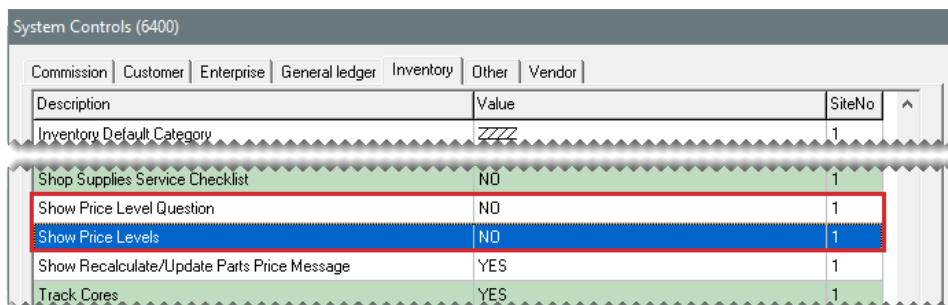 System Controls (6400)
Commission Customer Enterprise General ledger Inventory Other Vendor
Description Value SiteNo
Inventory Default Category ZZZZ 1
Shop Supplies Service Checklist NO 1
Show Price Level Question NO 1
Show Price Levels NO 1
Show Recalculate/Update Parts Price Message YES 1
Track Cores YES 1